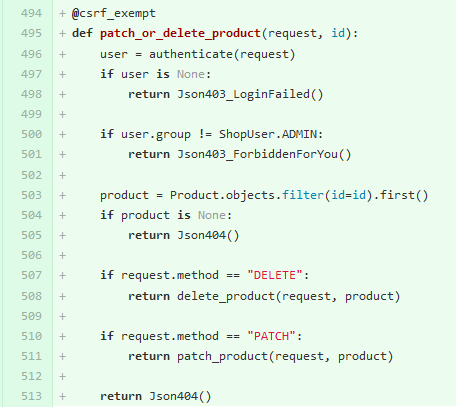 494 + @csrf_exempt
495 + def patch_or_delete_product(request, id):
496 +     user = authenticate(request)
497 +     if user is None:
498 +         return Json403_LoginFailed()
499 +
500 +     if user.group != ShopUser.ADMIN:
501 +         return Json403_ForbiddenForYou()
502 +
503 +     product = Product.objects.filter(id=id).first()
504 +     if product is None:
505 +         return Json404()
506 +
507 +     if request.method == "DELETE":
508 +         return delete_product(request, product)
509 +
510 +     if request.method == "PATCH":
511 +         return patch_product(request, product)
512 +
513 +     return Json404()